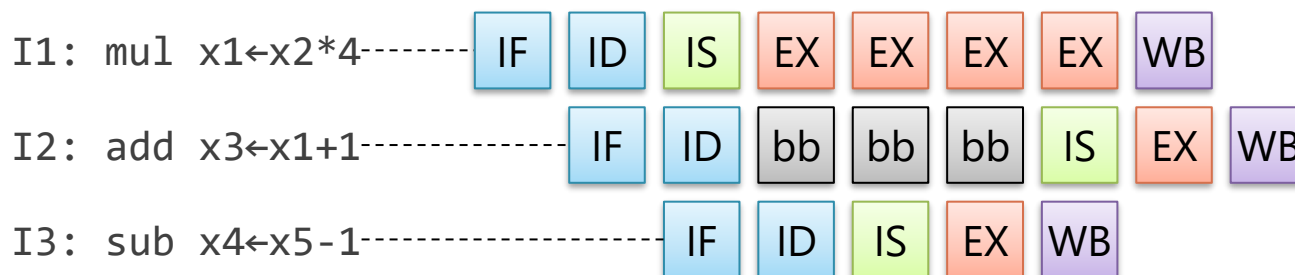 I1: mul x1←x2*4 IF ID IS EX EX EX EX WB
I2: add x3←x1+1 IF ID bb bb bb IS EX WB
I3: sub x4←x5-1 IF ID IS EX WB